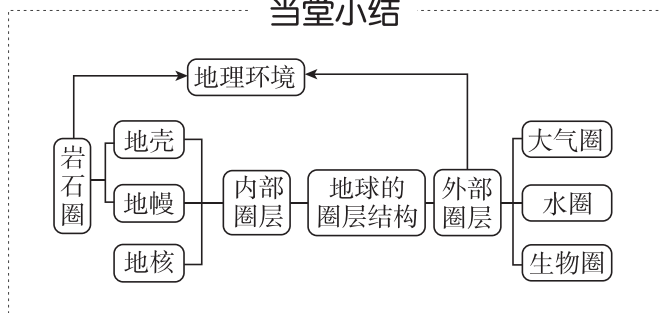 当堂小结
地理环境
岩石圈
地壳
地幔
地核
内部
圈层
地球的
圈层结构
外部
圈层
大气圈
水圈
生物圈